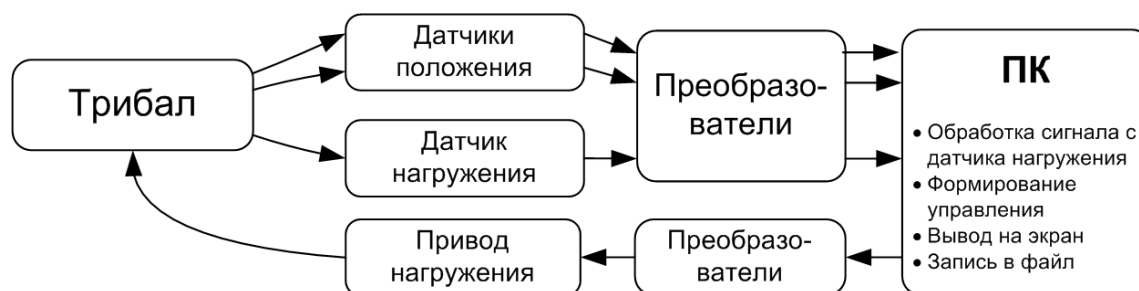 Трибал
Датчики
положения
Датчик
нагружения
Привод
нагружения
Преобразо-
ватели
Преобразо-
ватели
ПК
• Обработка сигнала с
датчика нагружения
• Формирование
управления
• Вывод на экран
• Запись в файл